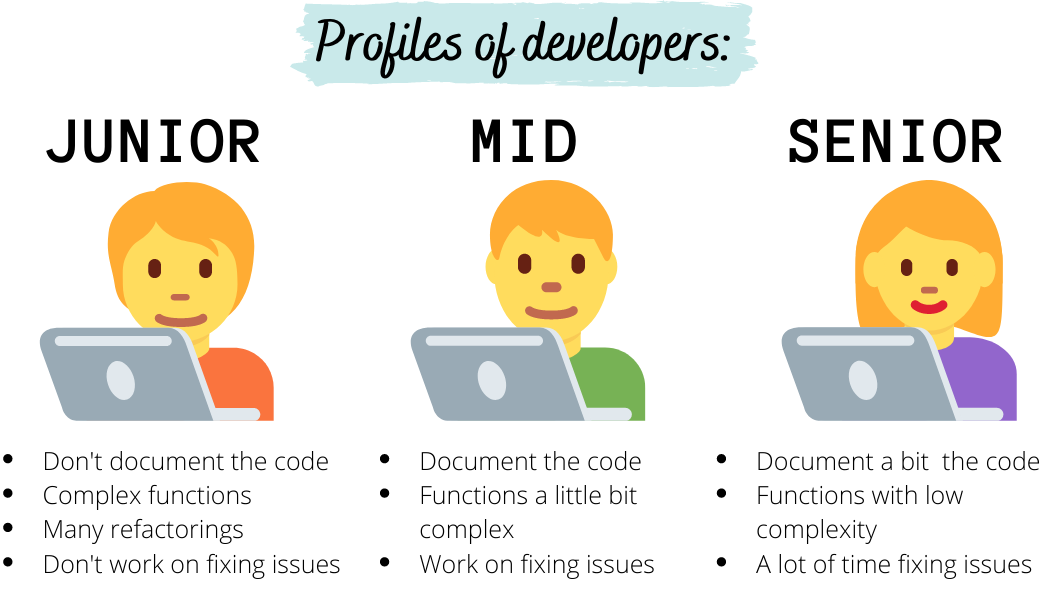 Profiles of developers:
JUNIOR
MID
SENIOR
• Don't document the code
• Complex functions
• Many refactorings
• Don't work on fixing issues
• Document the code
• Functions a little bit
complex
• Work on fixing issues
• Document a bit  the code
• Functions with low
complexity
• A lot of time fixing issues